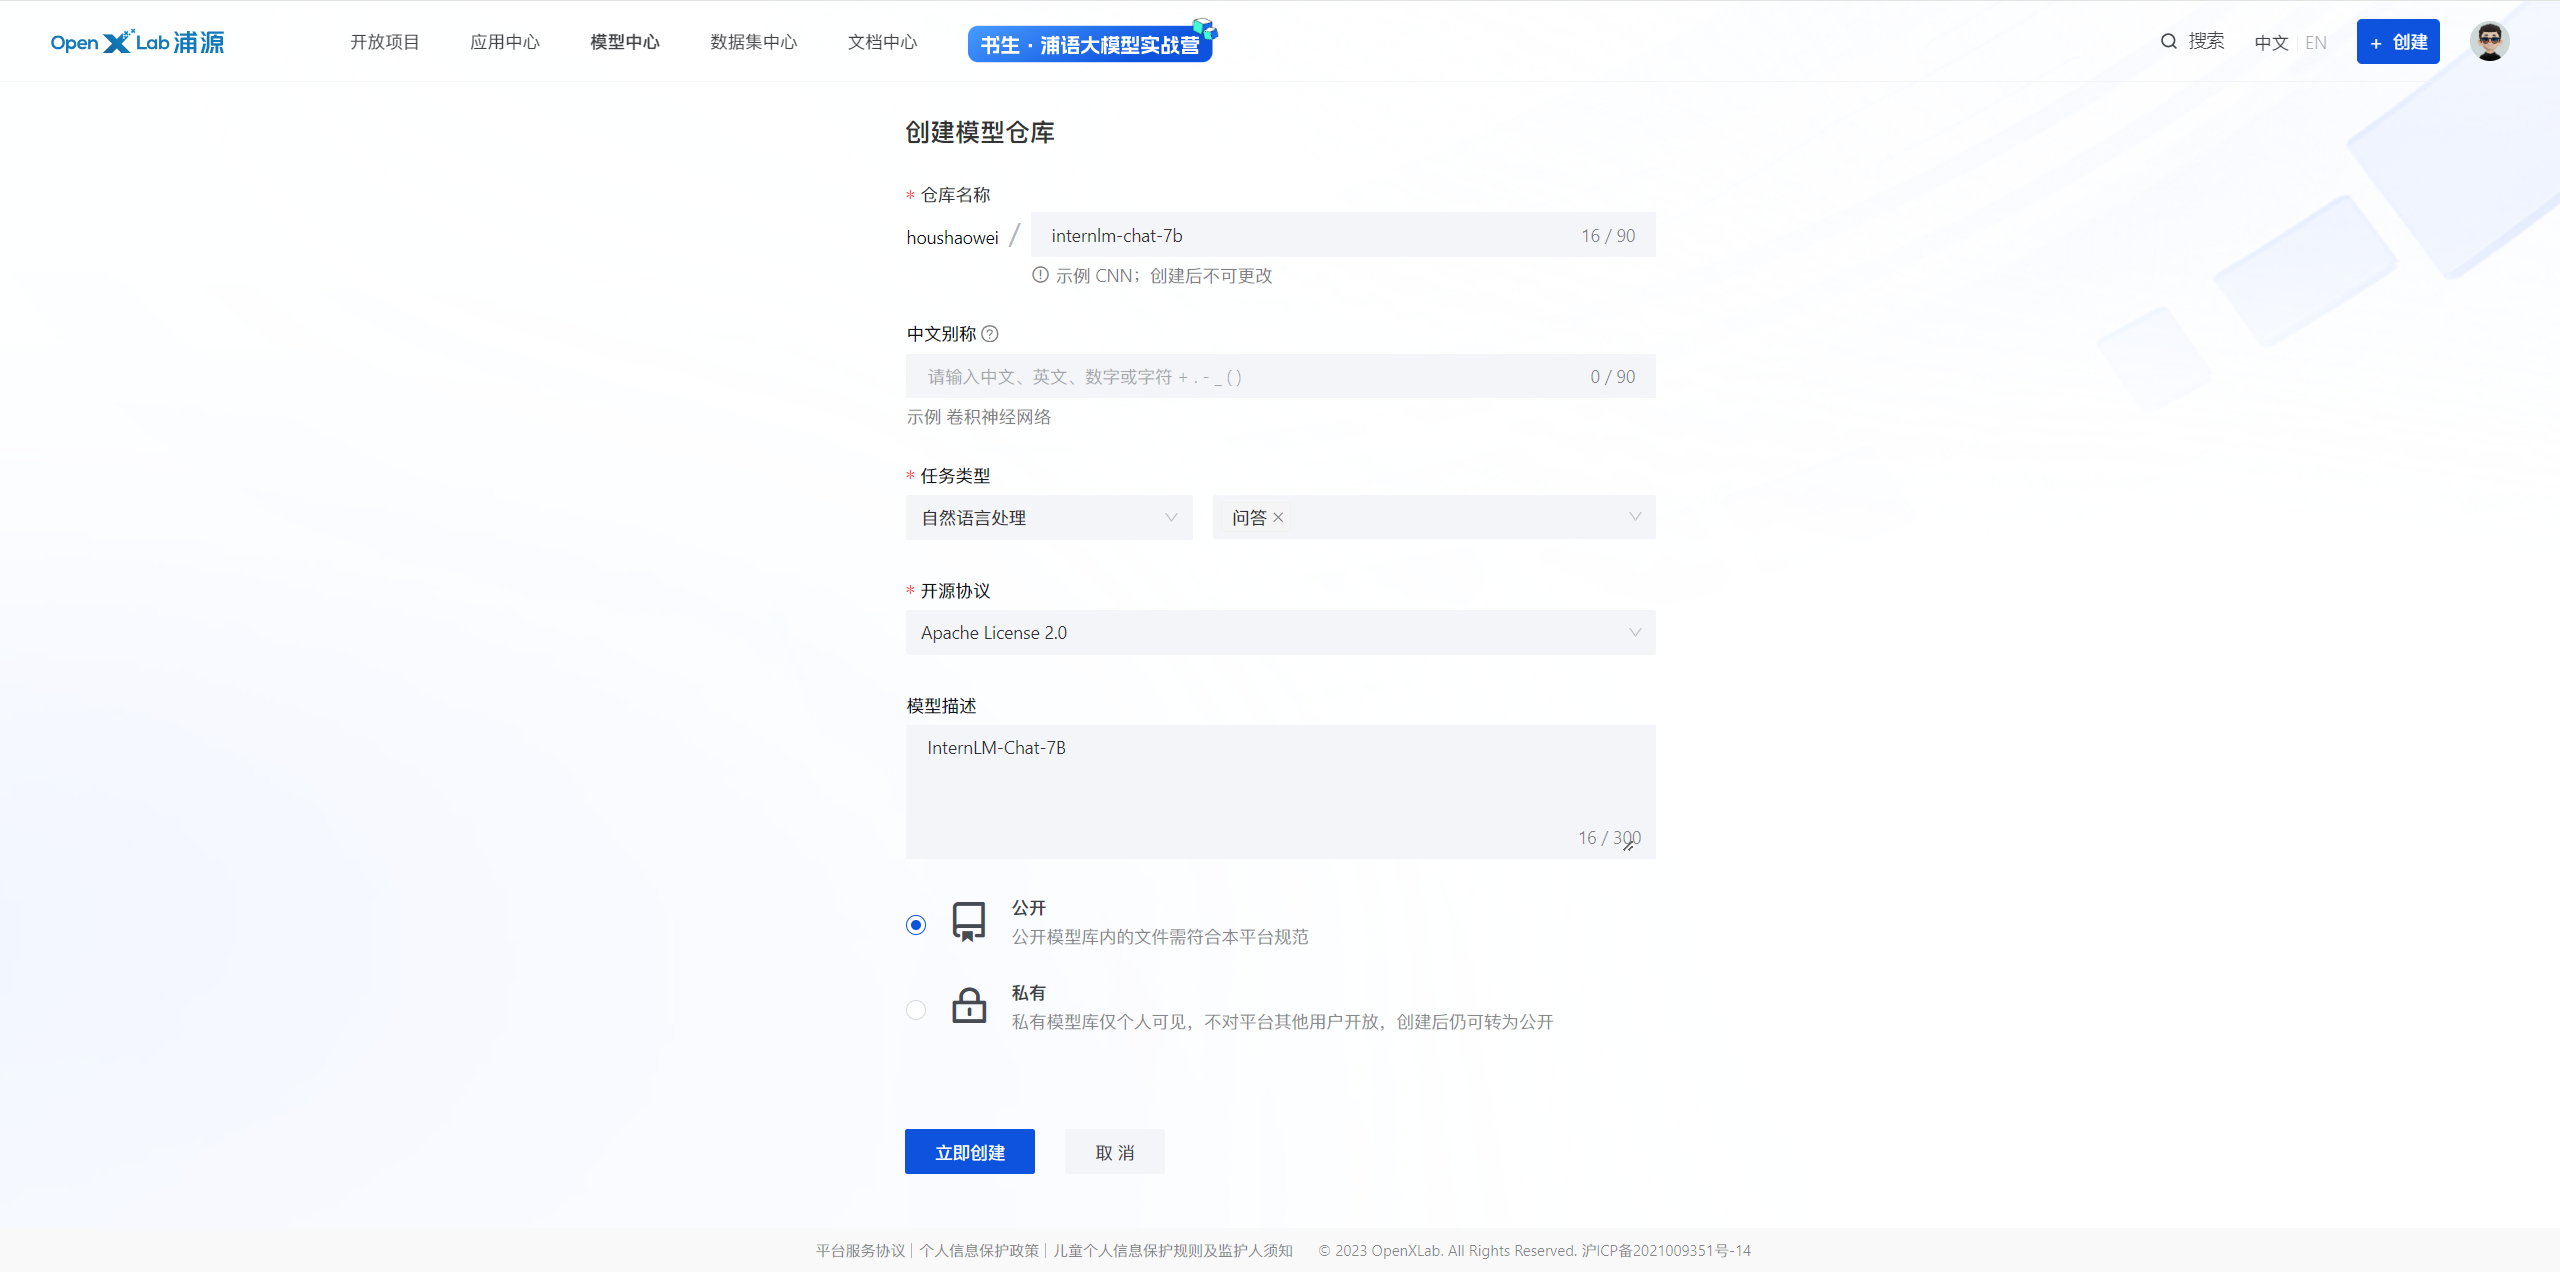 Open X Lab 浦源
开放项目 应用中心 模型中心 数据集中心 文档中心 书生·浦语大模型实战营 搜索 中文 | EN + 创建
创建模型仓库
* 仓库名称
houshaowei / internlm-chat-7b 16 / 90
示例 CNN；创建后不可更改
中文别称
请输入中文、英文、数字或字符 + . - _ ( ) 0 / 90
示例 卷积神经网络
* 任务类型
自然语言处理 问答 ×
* 开源协议
Apache License 2.0
模型描述
InternLM-Chat-7B
16 / 300
公开
公开模型库内的文件需符合本平台规范
私有
私有模型库仅个人可见，不对平台其他用户开放，创建后仍可转为公开
立即创建 取 消
平台服务协议 | 个人信息保护政策 | 儿童个人信息保护规则及监护人须知 © 2023 OpenXLab. All Rights Reserved. 沪ICP备2021009351号-14